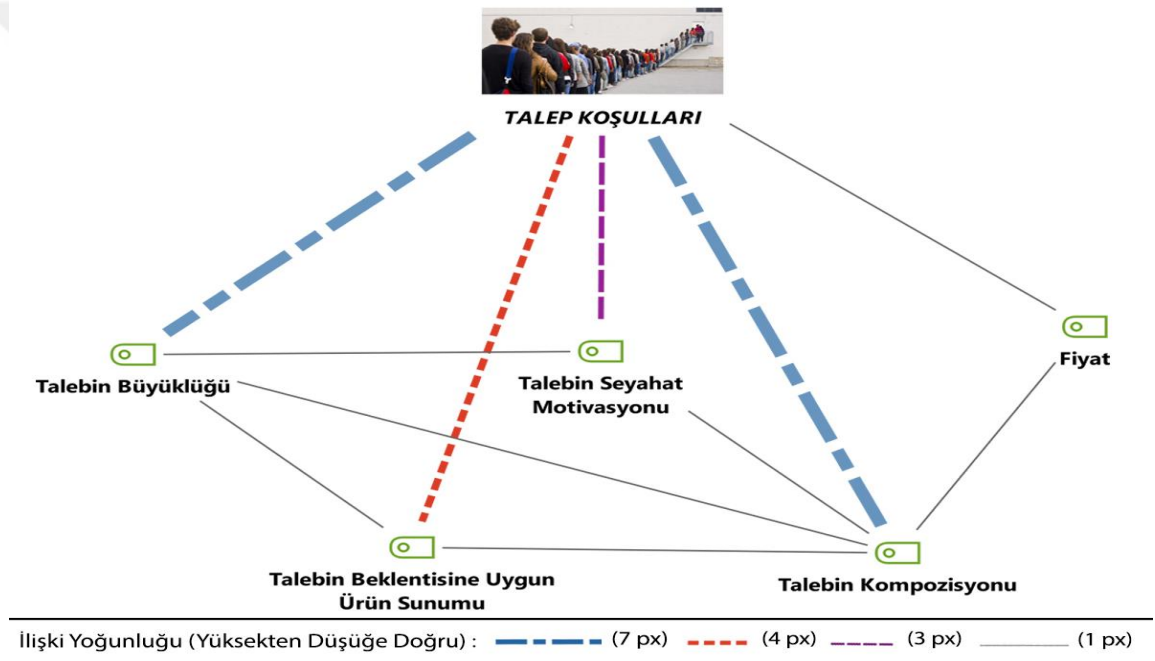 TALEP KOŞULLARI
Talebin Büyüklüğü
Talebin Seyahat
Motivasyonu
Fiyat
Talebin Beklentisine Uygun
Ürün Sunumu
Talebin Kompozisyonu
İlişki Yoğunluğu (Yüksekten Düşüğe Doğru) : (7 px) (4 px) (3 px) (1 px)